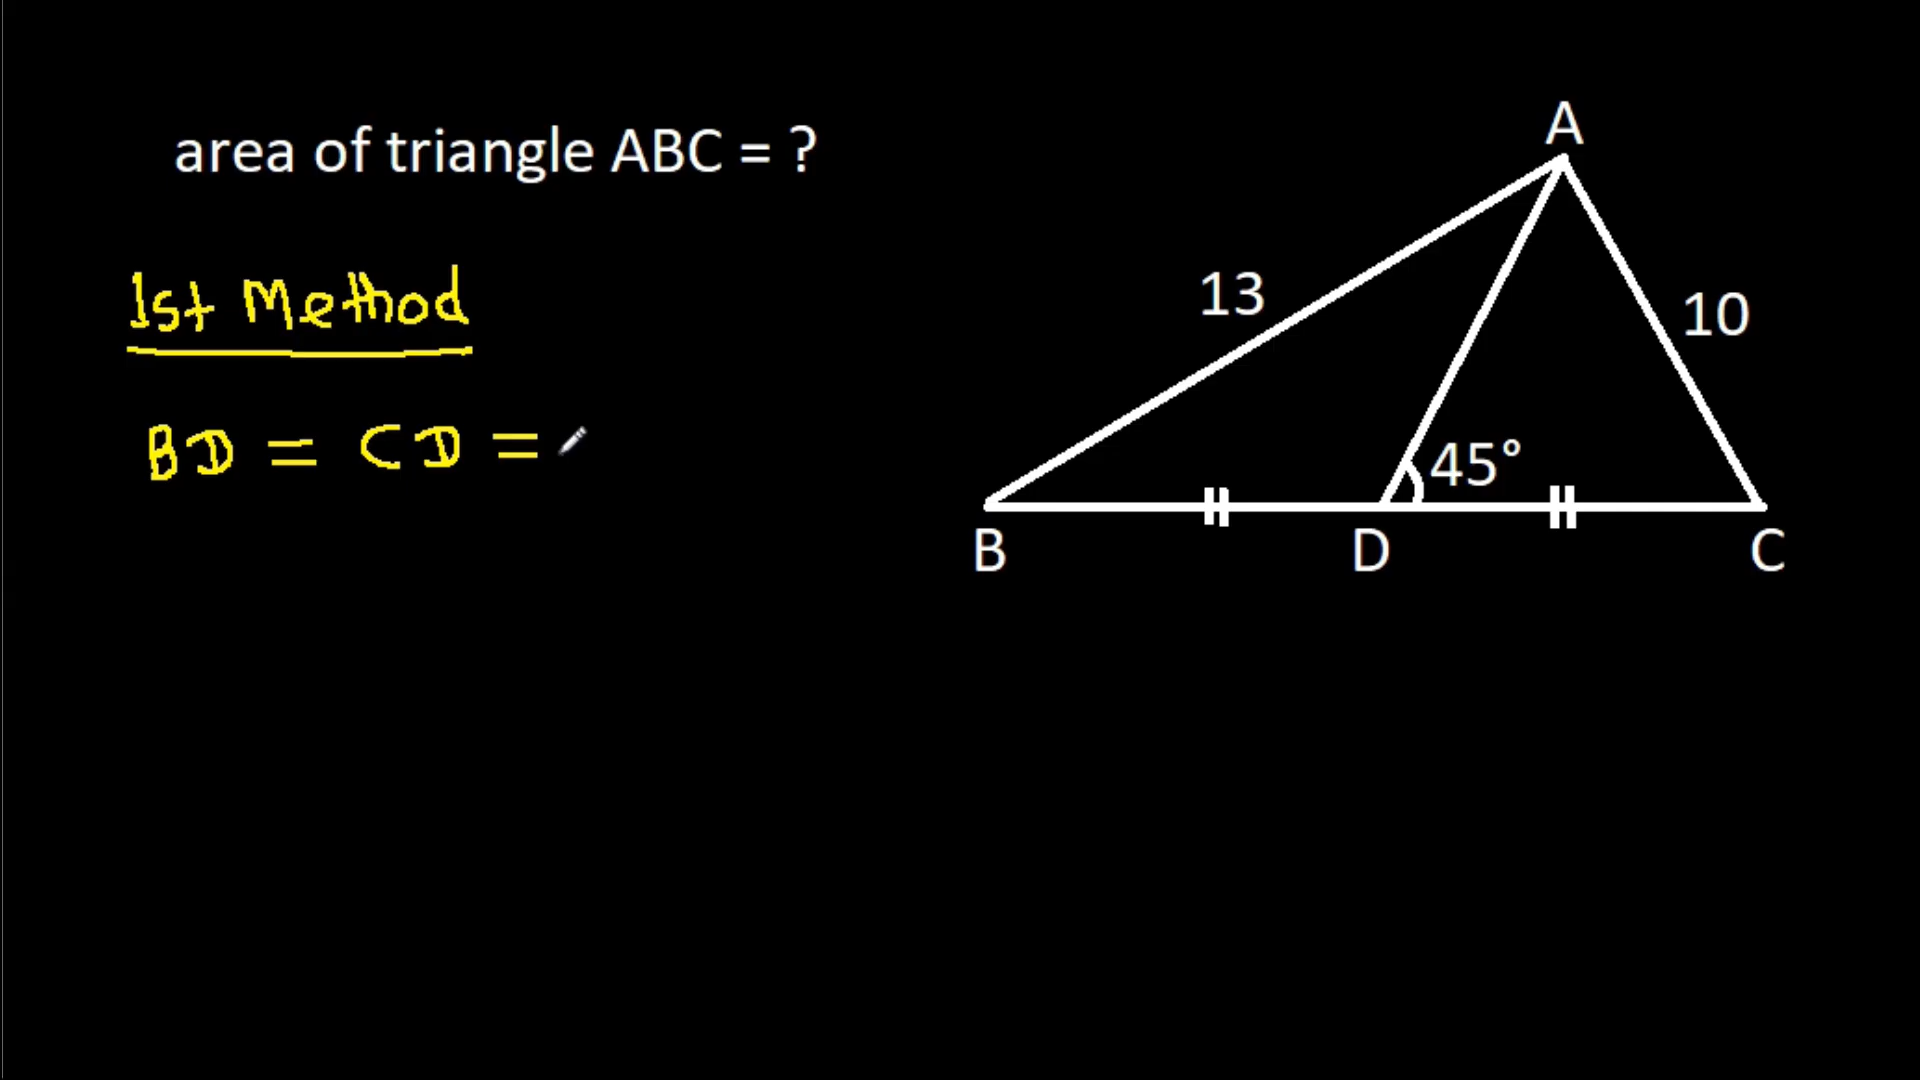 area of triangle ABC = ?
1st Method
BD = CD =
A
13
10
45°
B
D
C